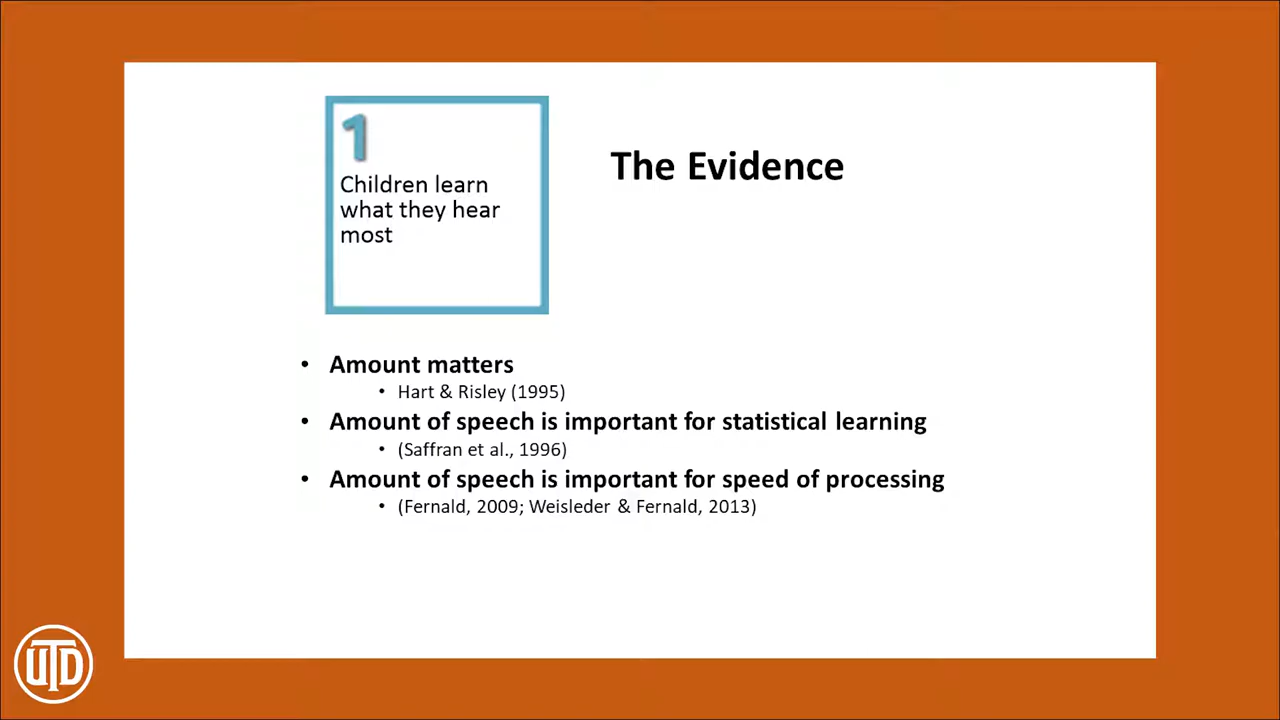 1
Children learn
what they hear
most
The Evidence
• Amount matters
• Hart & Risley (1995)
• Amount of speech is important for statistical learning
• (Saffran et al., 1996)
• Amount of speech is important for speed of processing
• (Fernald, 2009; Weisleder & Fernald, 2013)
UTD